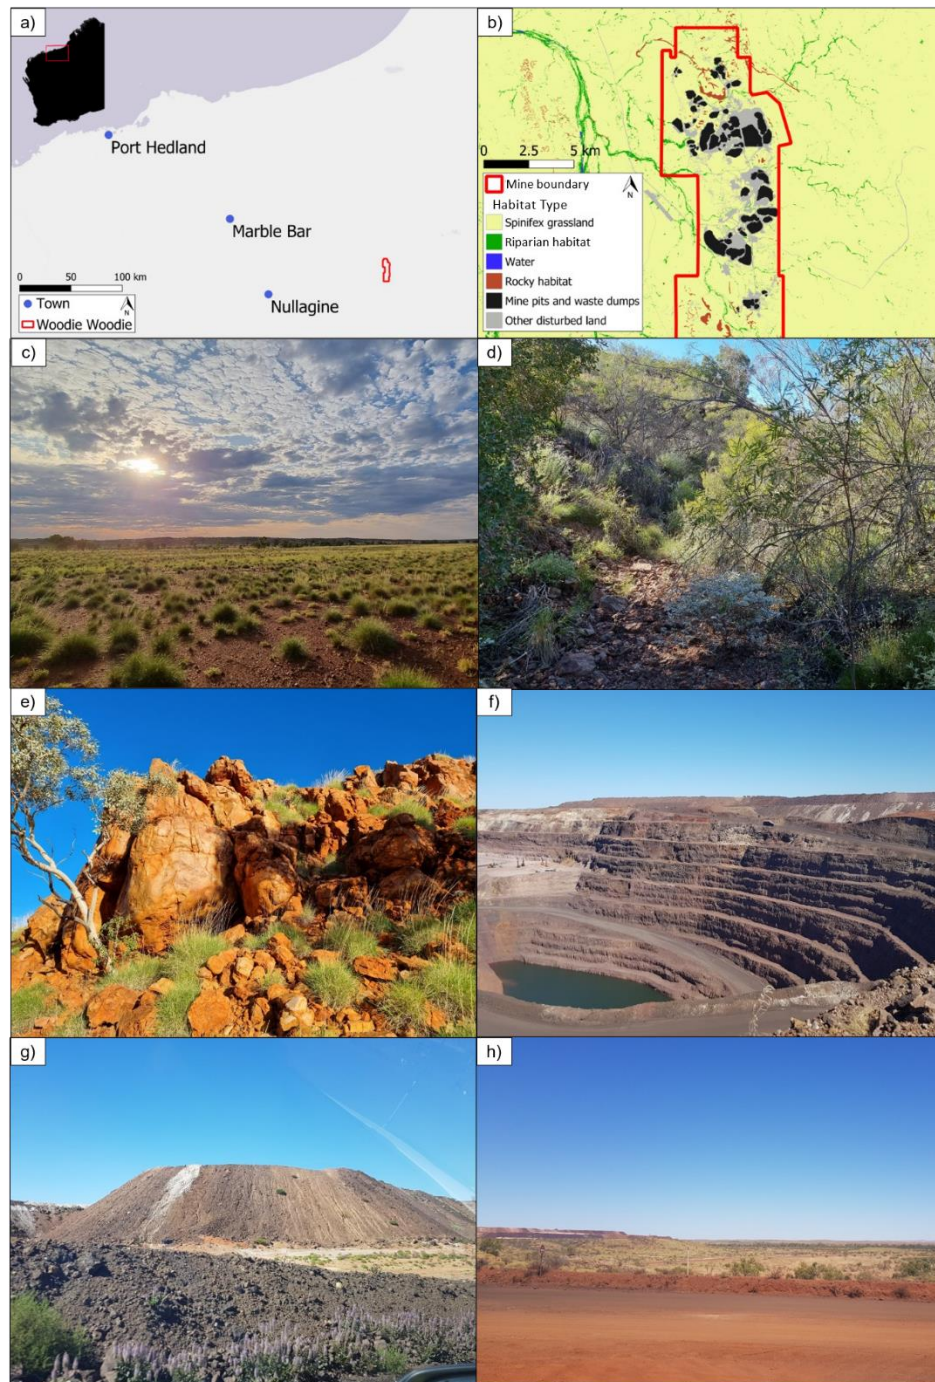 a)
Port Hedland
Marble Bar
Nullagine
0 50 100 km
N
Town
Woodie Woodie
b)
0 2.5 5 km
N
Mine boundary
Habitat Type
Spinifex grassland
Riparian habitat
Water
Rocky habitat
Mine pits and waste dumps
Other disturbed land
c)
d)
e)
f)
g)
h)